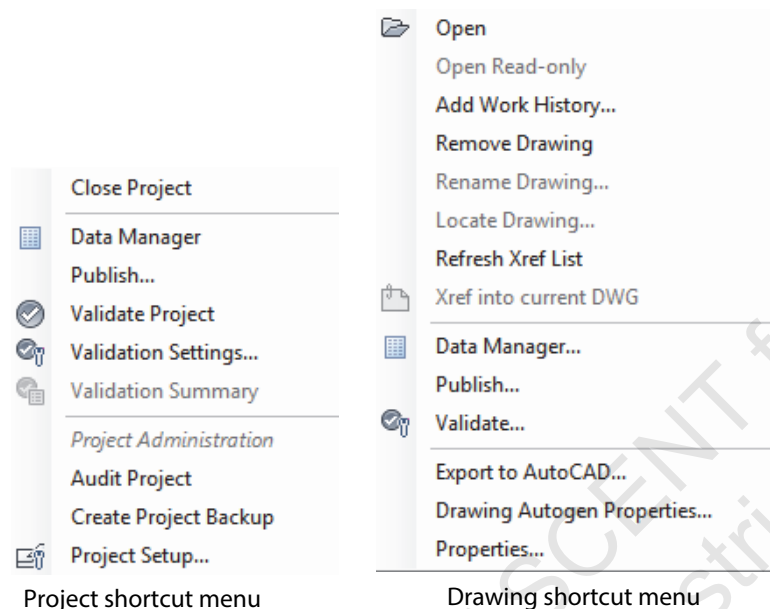 Close Project
Data Manager
Publish...
Validate Project
Validation Settings...
Validation Summary
Project Administration
Audit Project
Create Project Backup
Project Setup...
Project shortcut menu
Open
Open Read-only
Add Work History...
Remove Drawing
Rename Drawing...
Locate Drawing...
Refresh Xref List
Xref into current DWG
Data Manager...
Publish...
Validate...
Export to AutoCAD...
Drawing Autogen Properties...
Properties...
Drawing shortcut menu